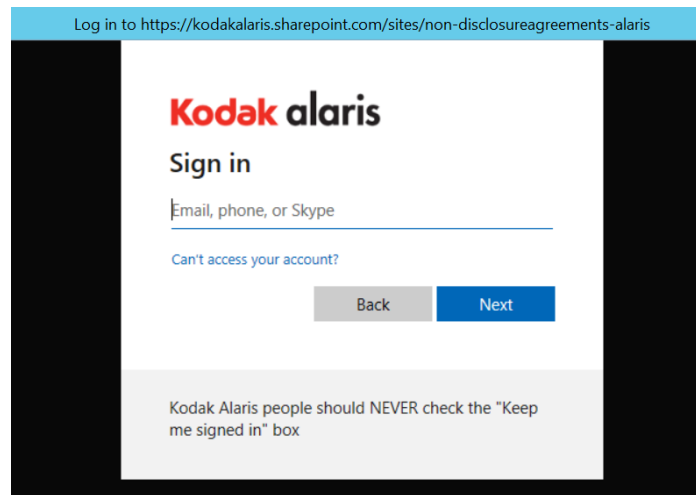 Log in to https://kodakalaris.sharepoint.com/sites/non-disclosureagreements-alaris
Kodak alaris
Sign in
Email, phone, or Skype
Can't access your account?
Back Next
Kodak Alaris people should NEVER check the "Keep
me signed in" box